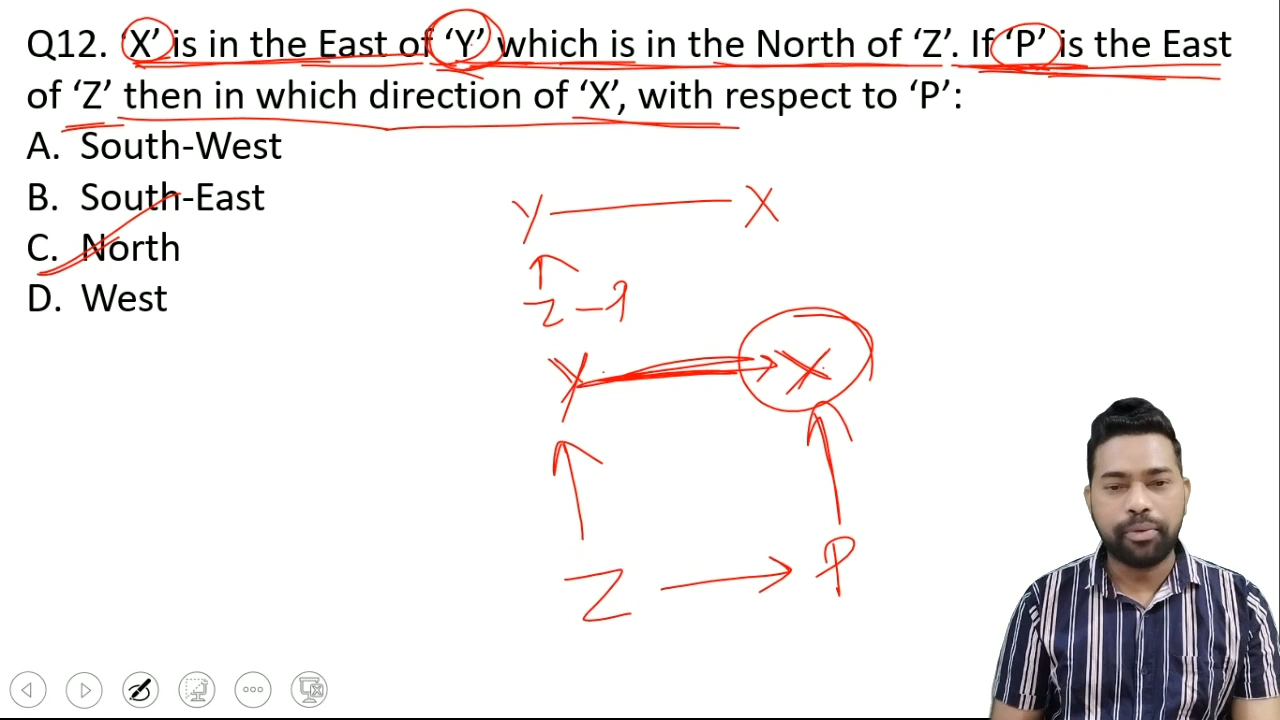 Q12. ‘X’ is in the East of ‘Y’ which is in the North of ‘Z’. If ‘P’ is the East
of ‘Z’ then in which direction of ‘X’, with respect to ‘P’:
A. South-West
B. South-East
C. North
D. West
Y X
Z
Y X
Z P